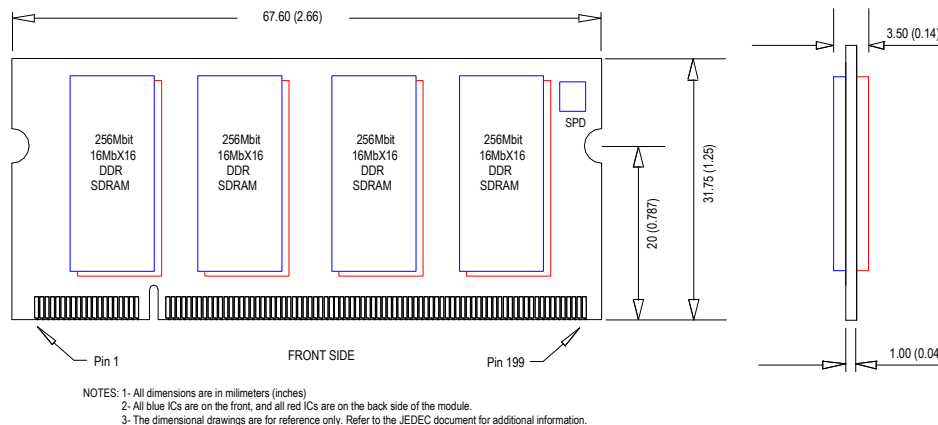 67.60 (2.66)
3.50 (0.14)
256Mbit
16MbX16
DDR
SDRAM
256Mbit
16MbX16
DDR
SDRAM
256Mbit
16MbX16
DDR
SDRAM
256Mbit
16MbX16
DDR
SDRAM
SPD
20 (0.787)
31.75 (1.25)
Pin 1
FRONT SIDE
Pin 199
1.00 (0.04
NOTES: 1- All dimensions are in milimeters (inches)
2- All blue ICs are on the front, and all red ICs are on the back side of the module.
3- The dimensional drawings are for reference only. Refer to the JEDEC document for additional information.